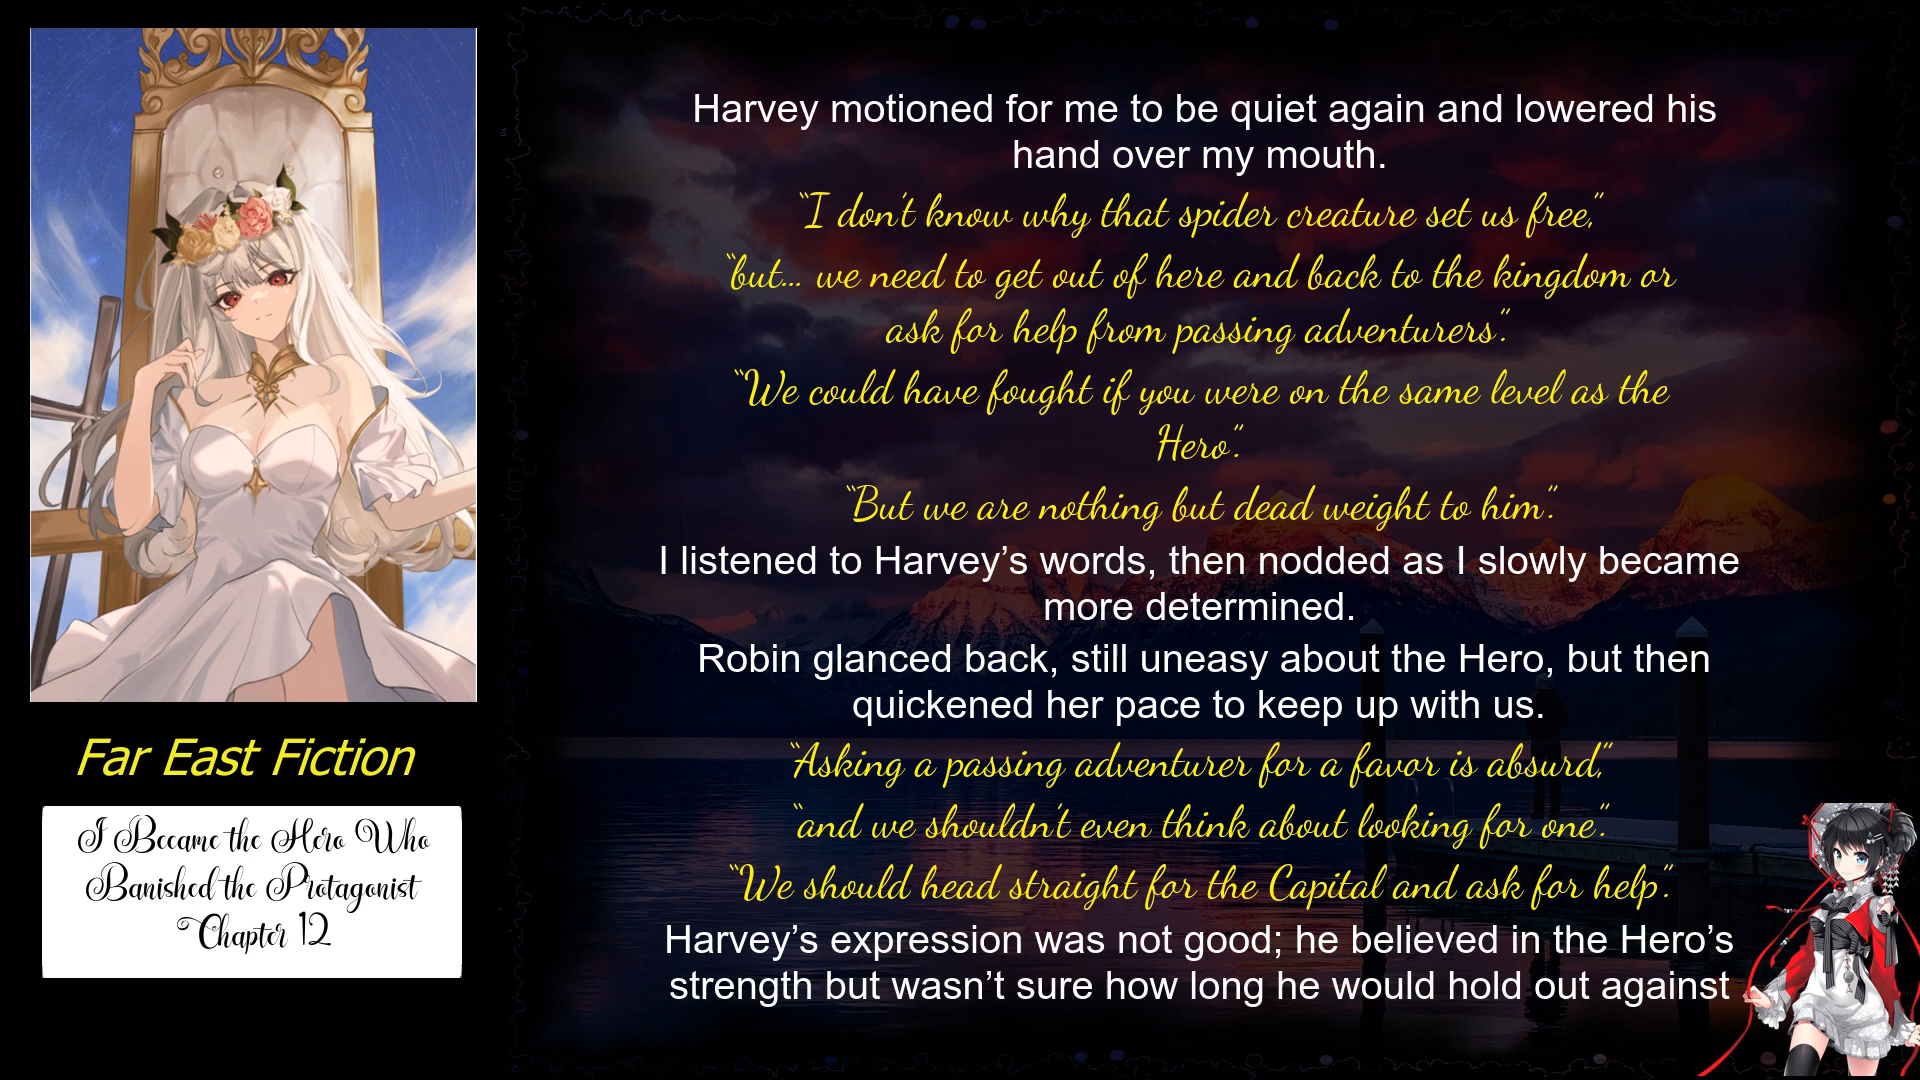 Harvey motioned for me to be quiet again and lowered his
hand over my mouth.
“I don’t know why that spider creature set us free,”
“but... we need to get out of here and back to the kingdom or
ask for help from passing adventurers”.
“We could have fought if you were on the same level as the
Hero”.
“But we are nothing but dead weight to him”.
I listened to Harvey’s words, then nodded as I slowly became
more determined.
Robin glanced back, still uneasy about the Hero, but then
quickened her pace to keep up with us.
“Asking a passing adventurer for a favor is absurd,”
“and we shouldn’t even think about looking for one”.
“We should head straight for the Capital and ask for help”.
Harvey’s expression was not good; he believed in the Hero’s
strength but wasn’t sure how long he would hold out against
Far East Fiction
I Became the Hero Who
Banished the Protagonist
Chapter 12